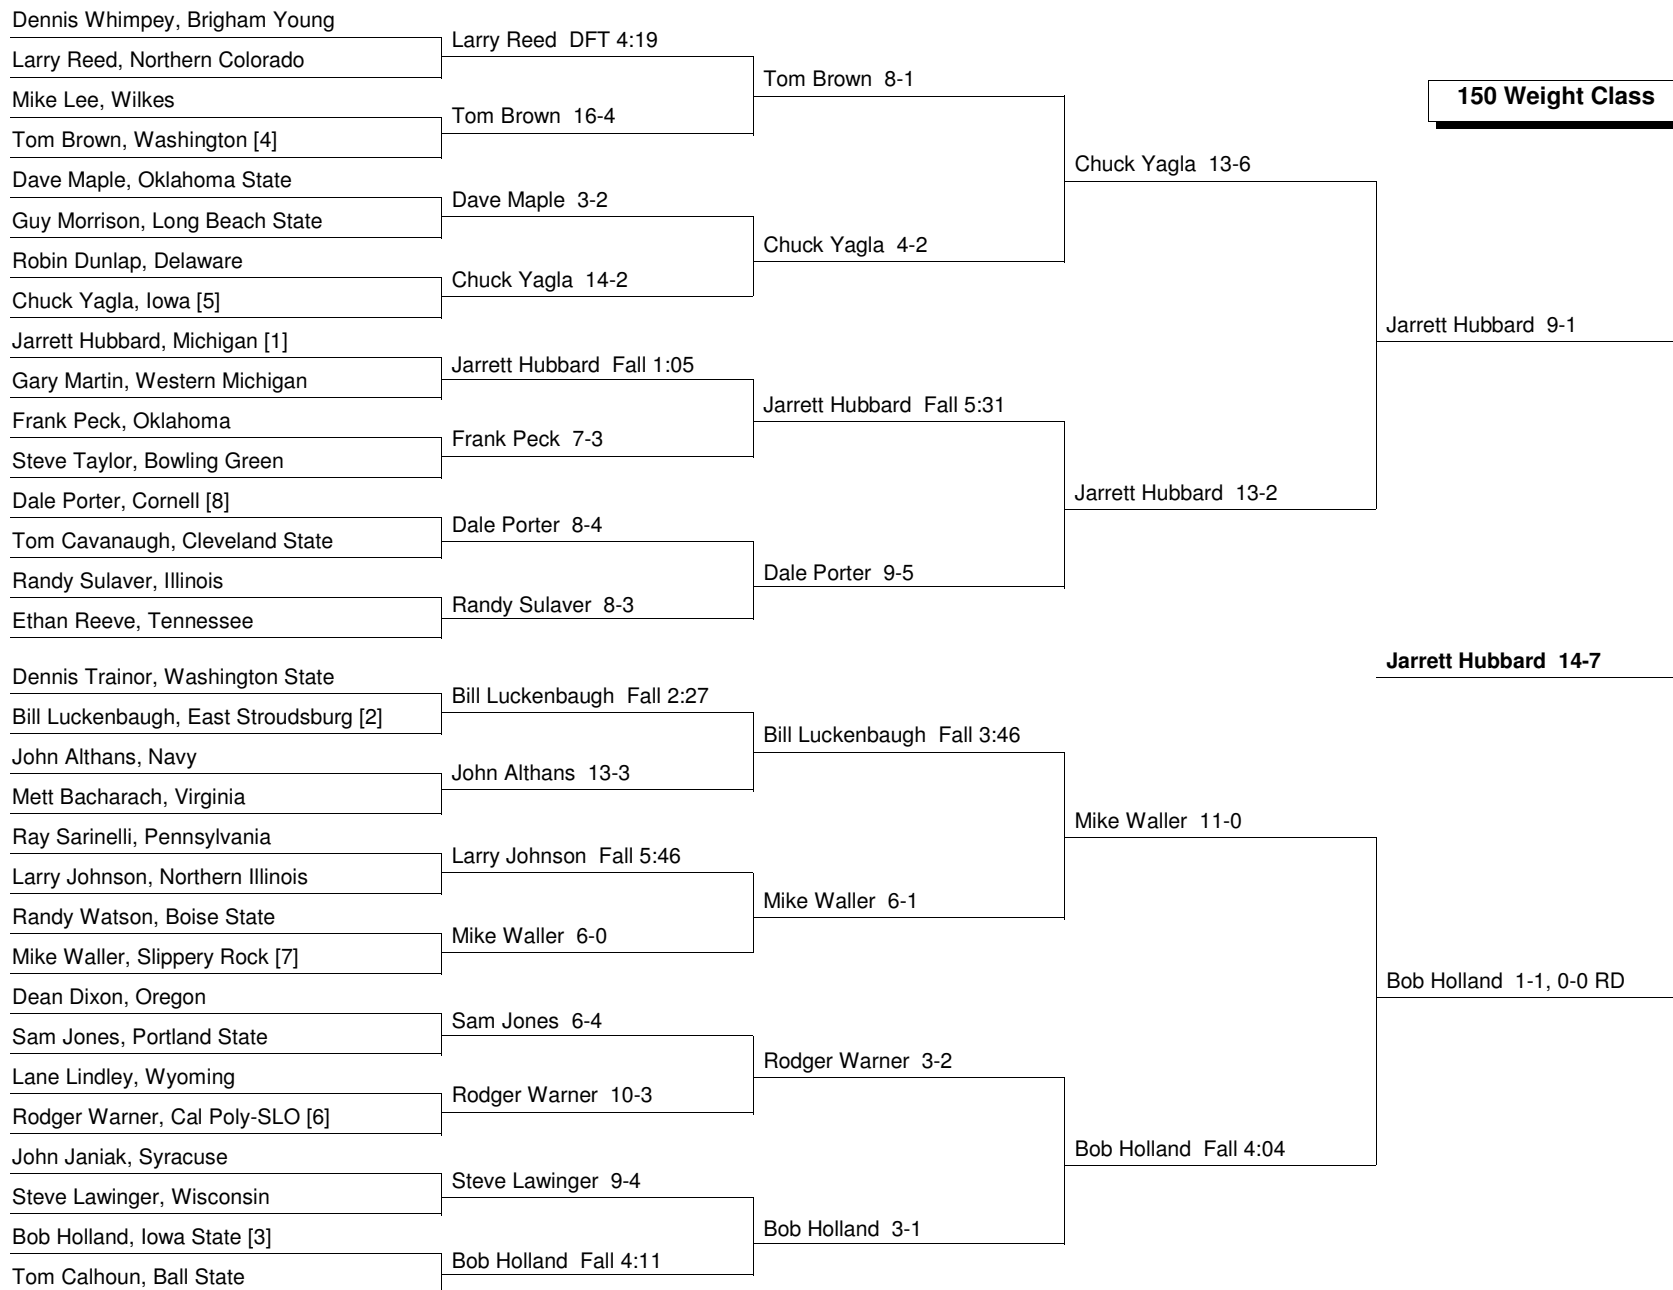 Dennis Whimpey, Brigham Young
Larry Reed, Northern Colorado
Mike Lee, Wilkes
Tom Brown, Washington [4]
Dave Maple, Oklahoma State
Guy Morrison, Long Beach State
Robin Dunlap, Delaware
Chuck Yagla, Iowa [5]
Jarrett Hubbard, Michigan [1]
Gary Martin, Western Michigan
Frank Peck, Oklahoma
Steve Taylor, Bowling Green
Dale Porter, Cornell [8]
Tom Cavanaugh, Cleveland State
Randy Sulaver, Illinois
Ethan Reeve, Tennessee
Dennis Trainor, Washington State
Bill Luckenbaugh, East Stroudsburg [2]
John Althans, Navy
Mett Bacharach, Virginia
Ray Sarinelli, Pennsylvania
Larry Johnson, Northern Illinois
Randy Watson, Boise State
Mike Waller, Slippery Rock [7]
Dean Dixon, Oregon
Sam Jones, Portland State
Lane Lindley, Wyoming
Rodger Warner, Cal Poly-SLO [6]
John Janiak, Syracuse
Steve Lawinger, Wisconsin
Bob Holland, Iowa State [3]
Tom Calhoun, Ball State
Larry Reed DFT 4:19
Tom Brown 16-4
Dave Maple 3-2
Chuck Yagla 14-2
Jarrett Hubbard Fall 1:05
Frank Peck 7-3
Dale Porter 8-4
Randy Sulaver 8-3
Bill Luckenbaugh Fall 2:27
John Althans 13-3
Larry Johnson Fall 5:46
Mike Waller 6-0
Sam Jones 6-4
Rodger Warner 10-3
Steve Lawinger 9-4
Bob Holland Fall 4:11
Tom Brown 8-1
Chuck Yagla 4-2
Jarrett Hubbard Fall 5:31
Dale Porter 9-5
Bill Luckenbaugh Fall 3:46
Mike Waller 6-1
Rodger Warner 3-2
Bob Holland 3-1
Chuck Yagla 13-6
Jarrett Hubbard 13-2
Mike Waller 11-0
Bob Holland Fall 4:04
150 Weight Class
Jarrett Hubbard 9-1
Jarrett Hubbard 14-7
Bob Holland 1-1, 0-0 RD